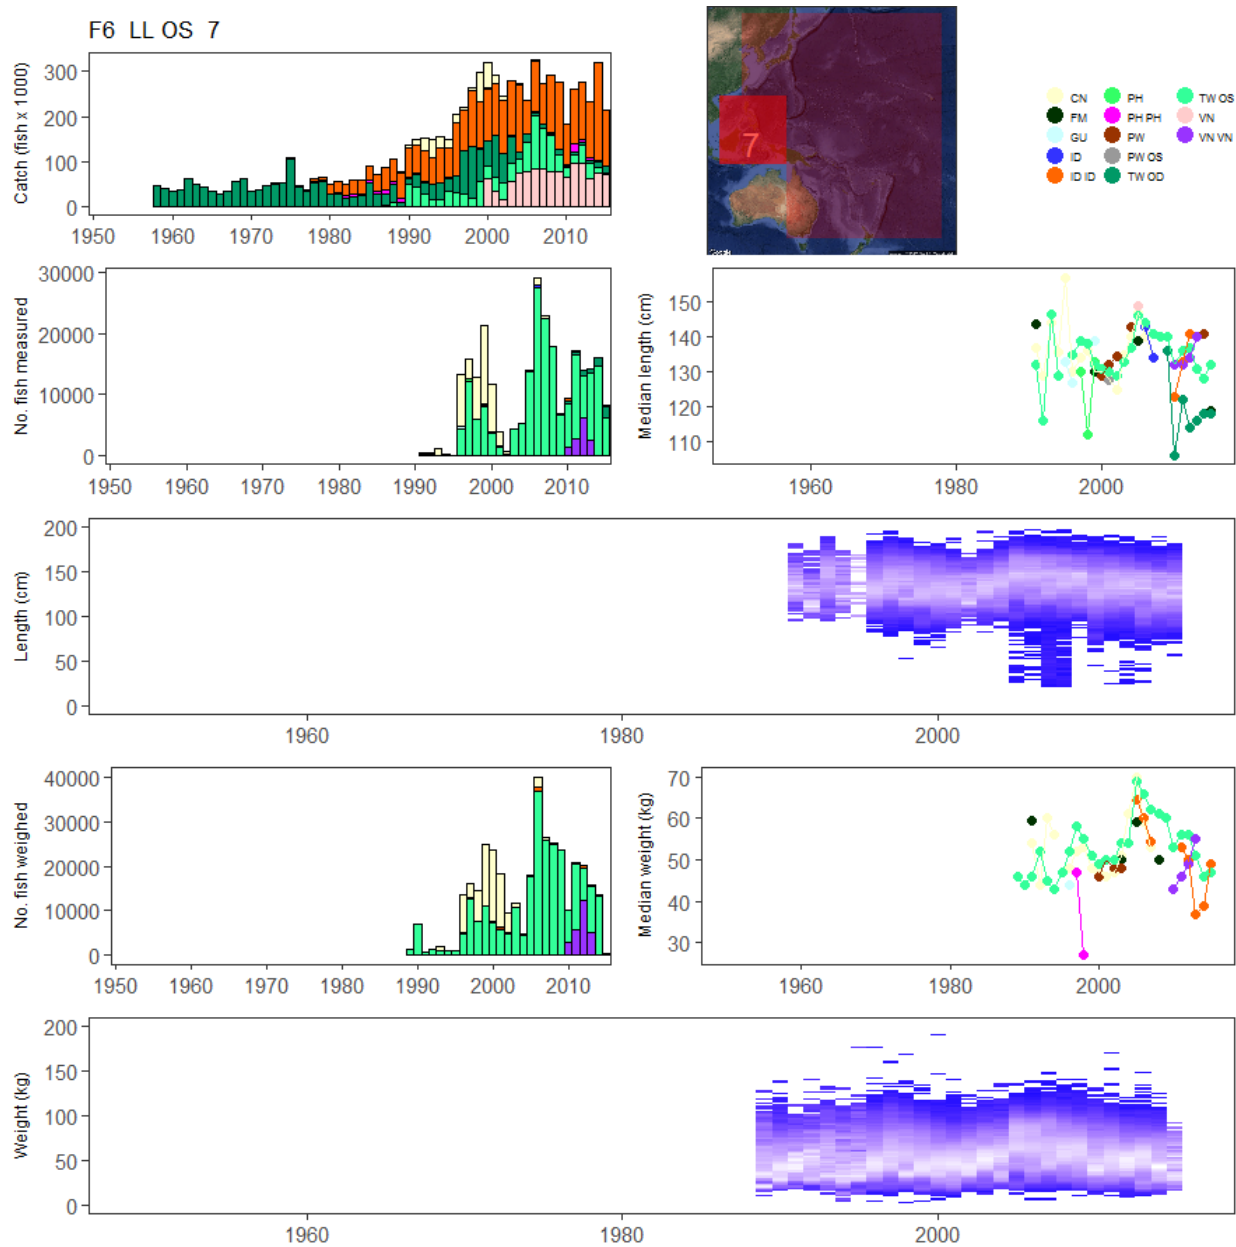 F6 LL OS 7
Catch (fish x 1000)
300
200
100
0
1950 1960 1970 1980 1990 2000 2010
7
Google
CN PH TW OS
FM PH PH VN
GU PW VN VN
ID PW OS
ID ID TW OD
No. fish measured
30000
20000
10000
0
1950 1960 1970 1980 1990 2000 2010
Median length (cm)
150
140
130
120
110
1960 1980 2000
Length (cm)
200
150
100
50
0
1960 1980 2000
No. fish weighed
40000
30000
20000
10000
0
1950 1960 1970 1980 1990 2000 2010
Median weight (kg)
70
60
50
40
30
1960 1980 2000
Weight (kg)
200
150
100
50
0
1960 1980 2000